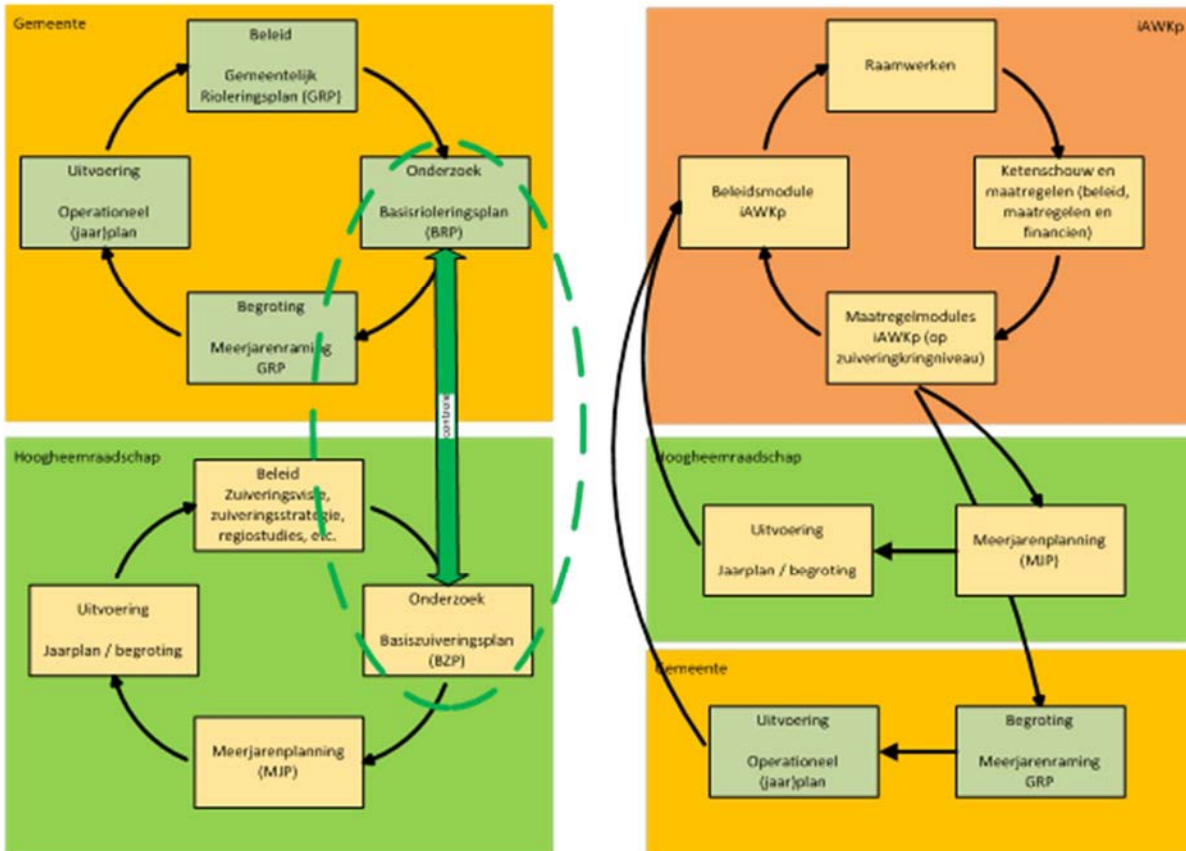 Gemeente
Beleid
Gemeentelijk
Rioleringsplan (GRP)
Uitvoering
Operationeel
(jaar)plan
Onderzoek
Basisrioleringsplan
(BRP)
Begroting
Meerjarenraming
GRP
Hoogheemraadschap
Beleid
Zuiveringsvisie,
zuiveringsstrategie,
regiostudies, etc.
Uitvoering
Jaarplan / begroting
Onderzoek
Basiszuiveringsplan
(BZP)
Meerjarenplanning
(MJP)
iAWKp
Raamwerken
Beleidsmodule
iAWKp
Ketenschouw en
maatregelen (beleid,
maatregelen en
financien)
Maatregelmodules
iAWKp (op
zuiveringkringniveau)
Hoogheemraadschap
Uitvoering
Jaarplan / begroting
Meerjarenplanning
(MJP)
Gemeente
Uitvoering
Operationeel
(jaar)plan
Begroting
Meerjarenraming
GRP